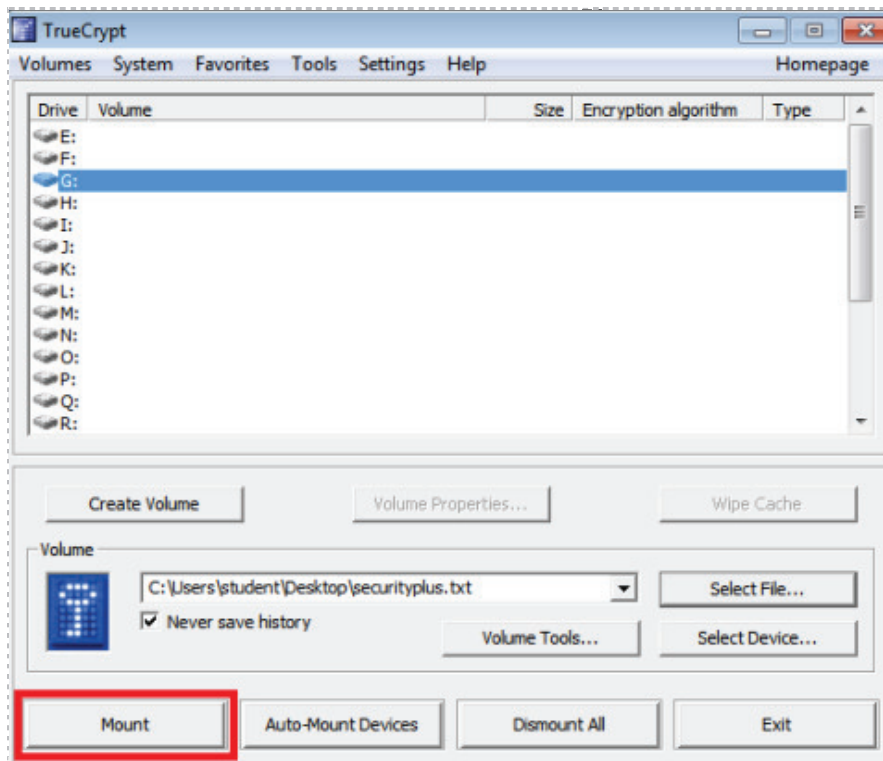 TrueCrypt
Volumes System Favorites Tools Settings Help Homepage
Drive Volume Size Encryption algorithm Type
E:
F:
G:
H:
I:
J:
K:
L:
M:
N:
O:
P:
Q:
R:
Create Volume Volume Properties... Wipe Cache
Volume
C:\Users\student\Desktop\securityplus.txt Select File...
Never save history
Volume Tools... Select Device...
Mount Auto-Mount Devices Dismount All Exit